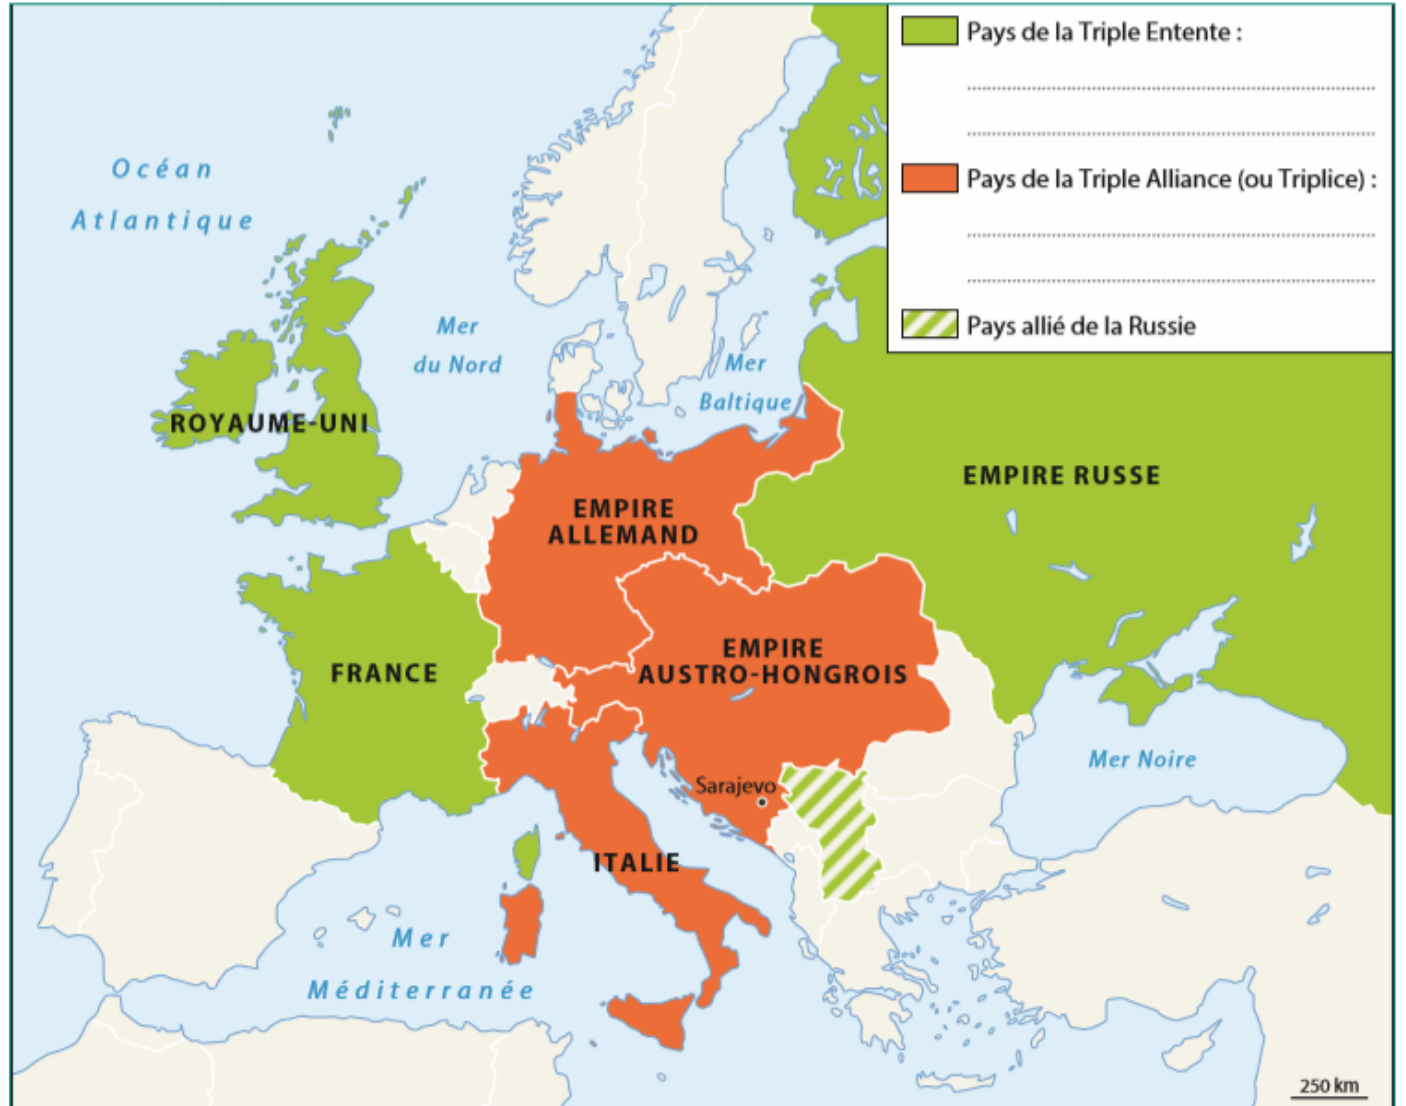 Pays de la Triple Entente :
Pays de la Triple Alliance (ou Triplice) :
Pays allié de la Russie
Océan
Atlantique
Mer
du Nord
Mer
Baltique
ROYAUME-UNI
EMPIRE RUSSE
EMPIRE
ALLEMAND
EMPIRE
AUSTRO-HONGROIS
FRANCE
Mer Noire
Sarajevo
ITALIE
Mer
Méditerranée
250 km